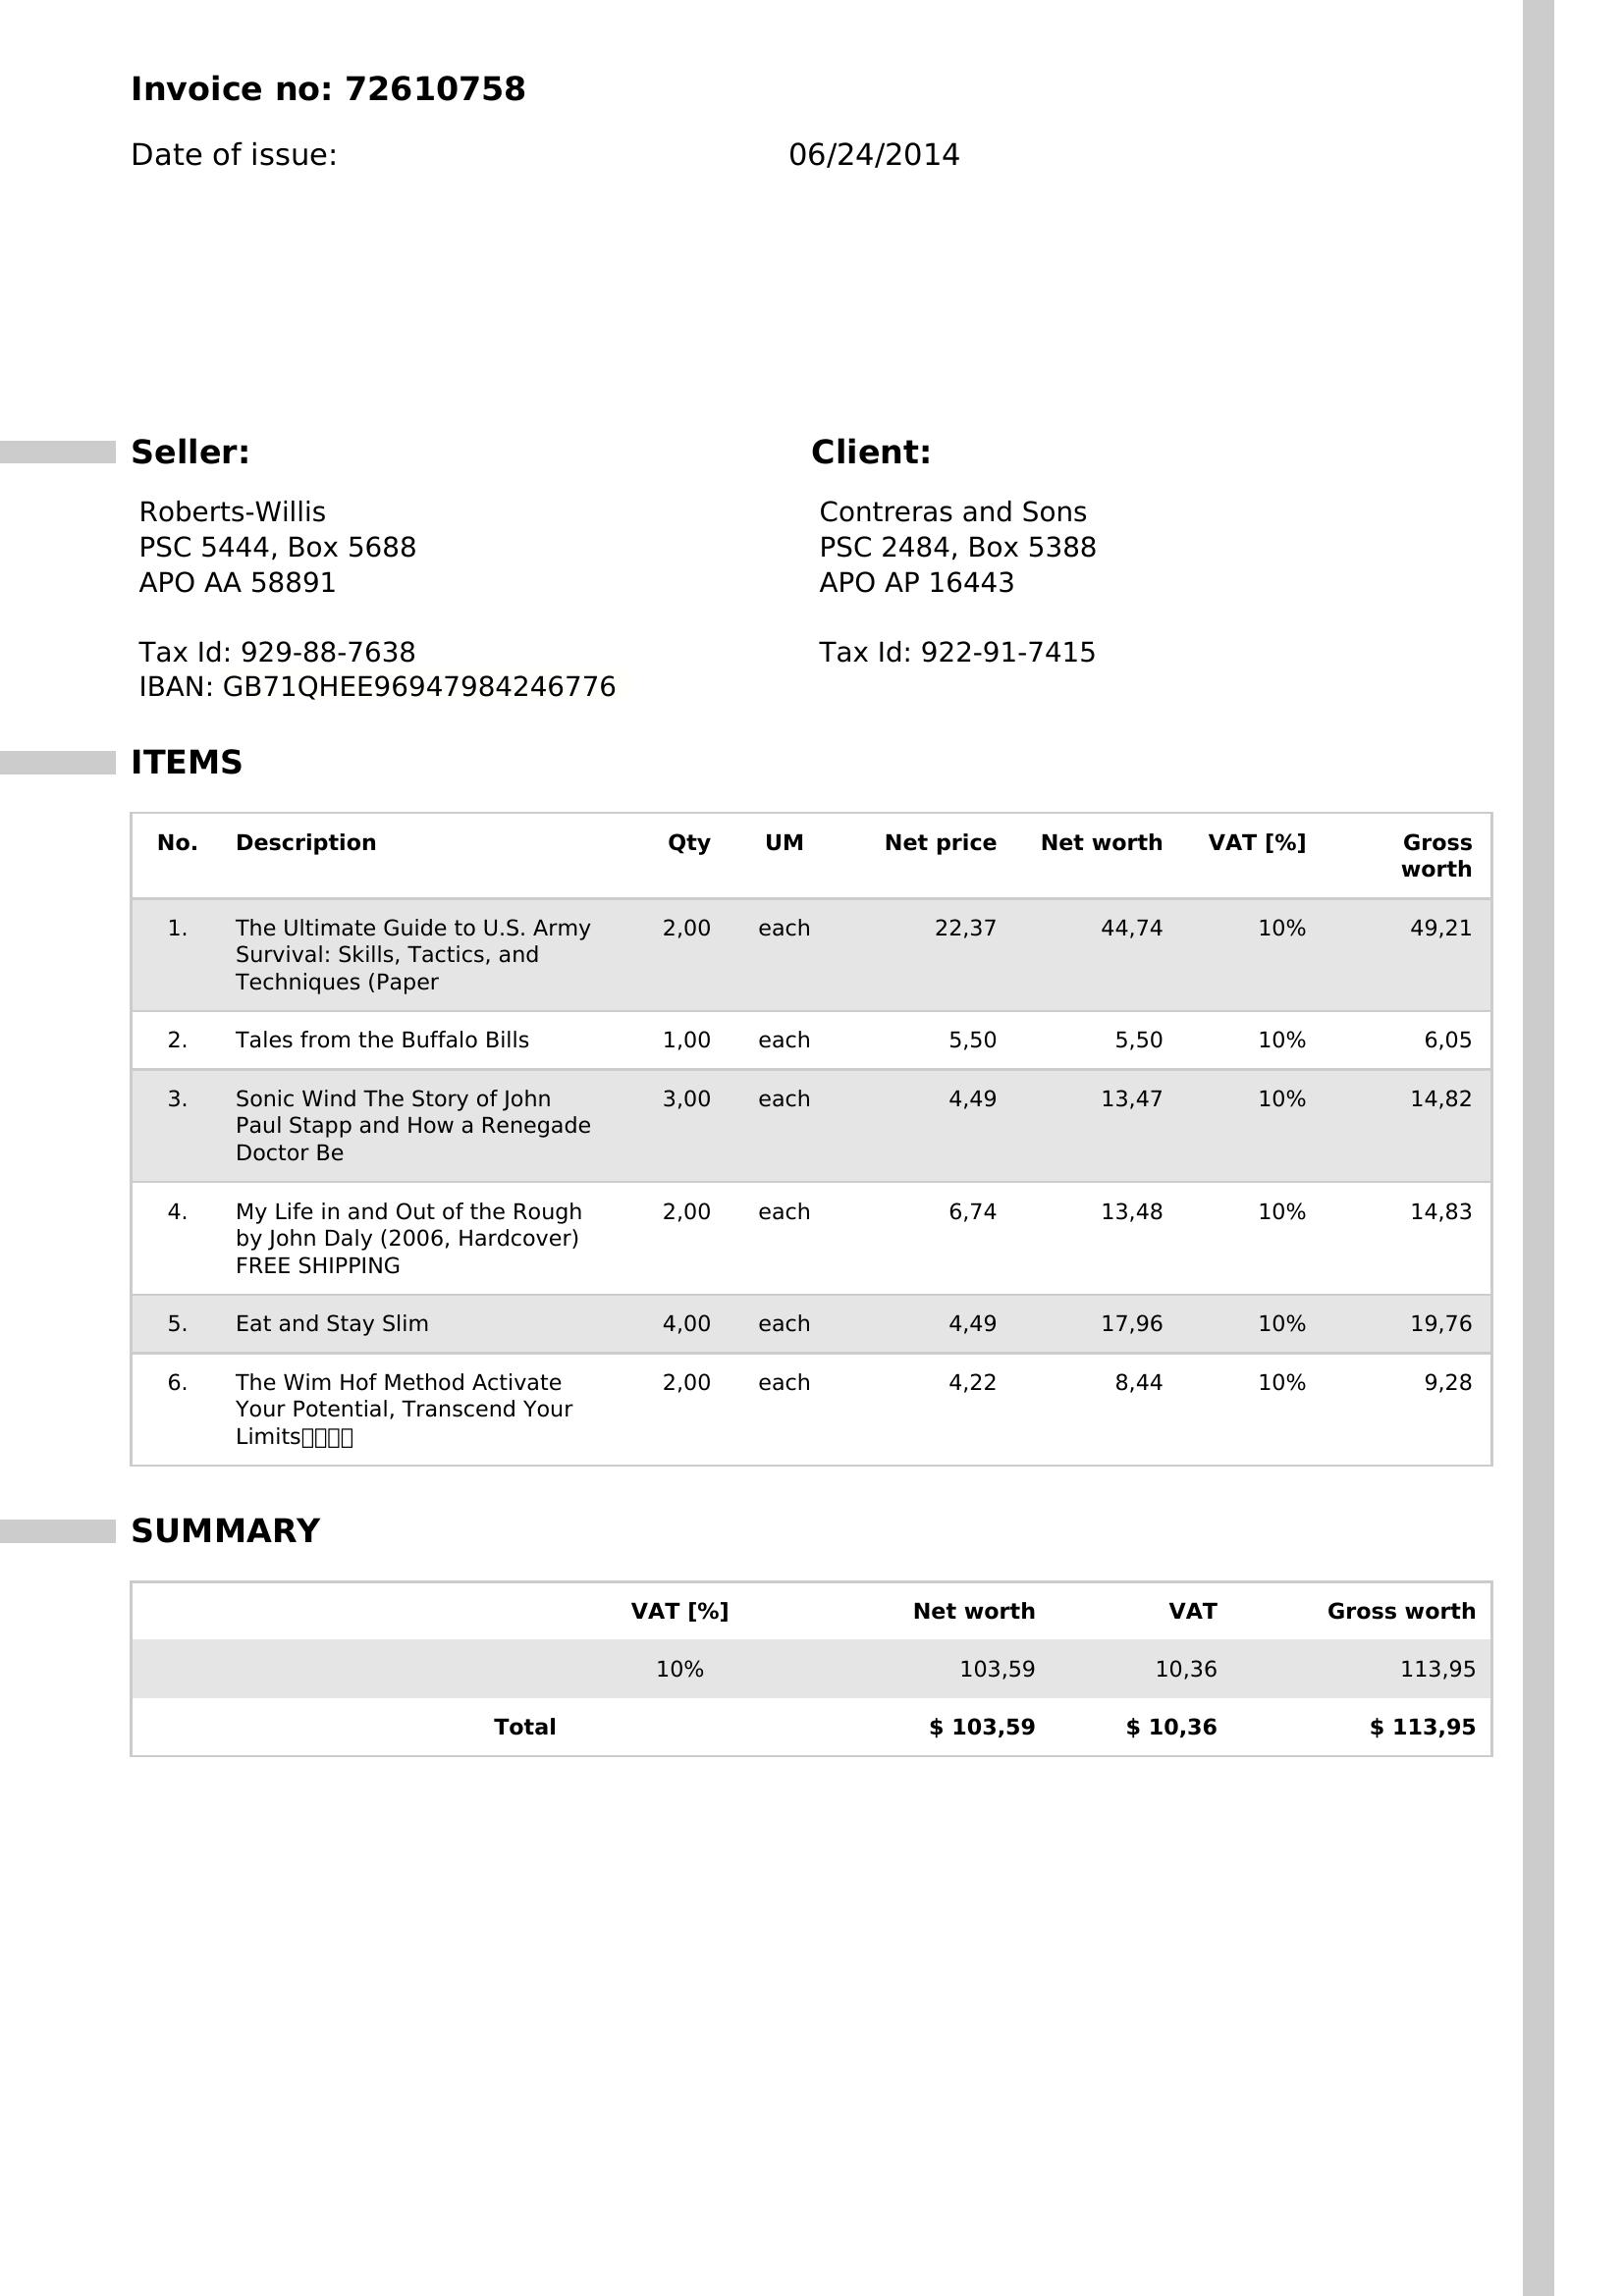 Invoice no: 72610758
Date of issue: 06/24/2014
Seller: Client:
Roberts-Willis Contreras and Sons
PSC 5444, Box 5688 PSC 2484, Box 5388
APO AA 58891 APO AP 16443
Tax Id: 929-88-7638 Tax Id: 922-91-7415
IBAN: GB71QHEE96947984246776
ITEMS
No. Description Qty UM Net price Net worth VAT [%] Gross
worth
1. The Ultimate Guide to U.S. Army 2,00 each 22,37 44,74 10% 49,21
Survival: Skills, Tactics, and
Techniques (Paper
2. Tales from the Buffalo Bills 1,00 each 5,50 5,50 10% 6,05
3. Sonic Wind The Story of John 3,00 each 4,49 13,47 10% 14,82
Paul Stapp and How a Renegade
Doctor Be
4. My Life in and Out of the Rough 2,00 each 6,74 13,48 10% 14,83
by John Daly (2006, Hardcover)
FREE SHIPPING
5. Eat and Stay Slim 4,00 each 4,49 17,96 10% 19,76
6. The Wim Hof Method Activate 2,00 each 4,22 8,44 10% 9,28
Your Potential, Transcend Your
Limits
SUMMARY
VAT [%] Net worth VAT Gross worth
10% 103,59 10,36 113,95
Total $ 103,59 $ 10,36 $ 113,95